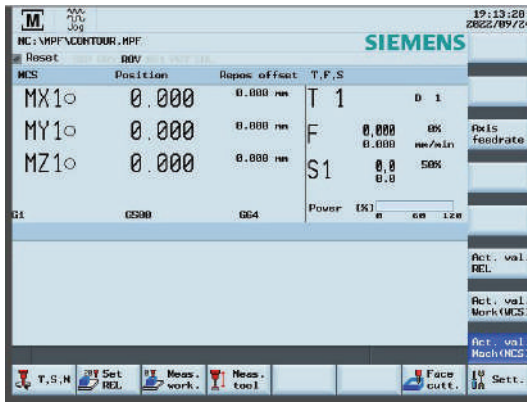 M Jog 19:13:20
2022/09/24
NC:\MPF\CONTOUR.MPF SIEMENS
Reset ROV
MCS Position Repos offset T,F,S
MX1 0.000 0.000 mm T 1 D 1
MY1 0.000 0.000 mm F 0,000 0%
0.000 mm/min
Axis feedrate
MZ1 0.000 0.000 mm S1 0,0 50%
0.0
Power [%] 0 60 120
G1 G500 G64
Act. val. REL
Act. val. Work(WCS)
Act. val. Mach(MCS)
T,S,M Set REL Meas. work. Meas. tool Face cutt. Sett.